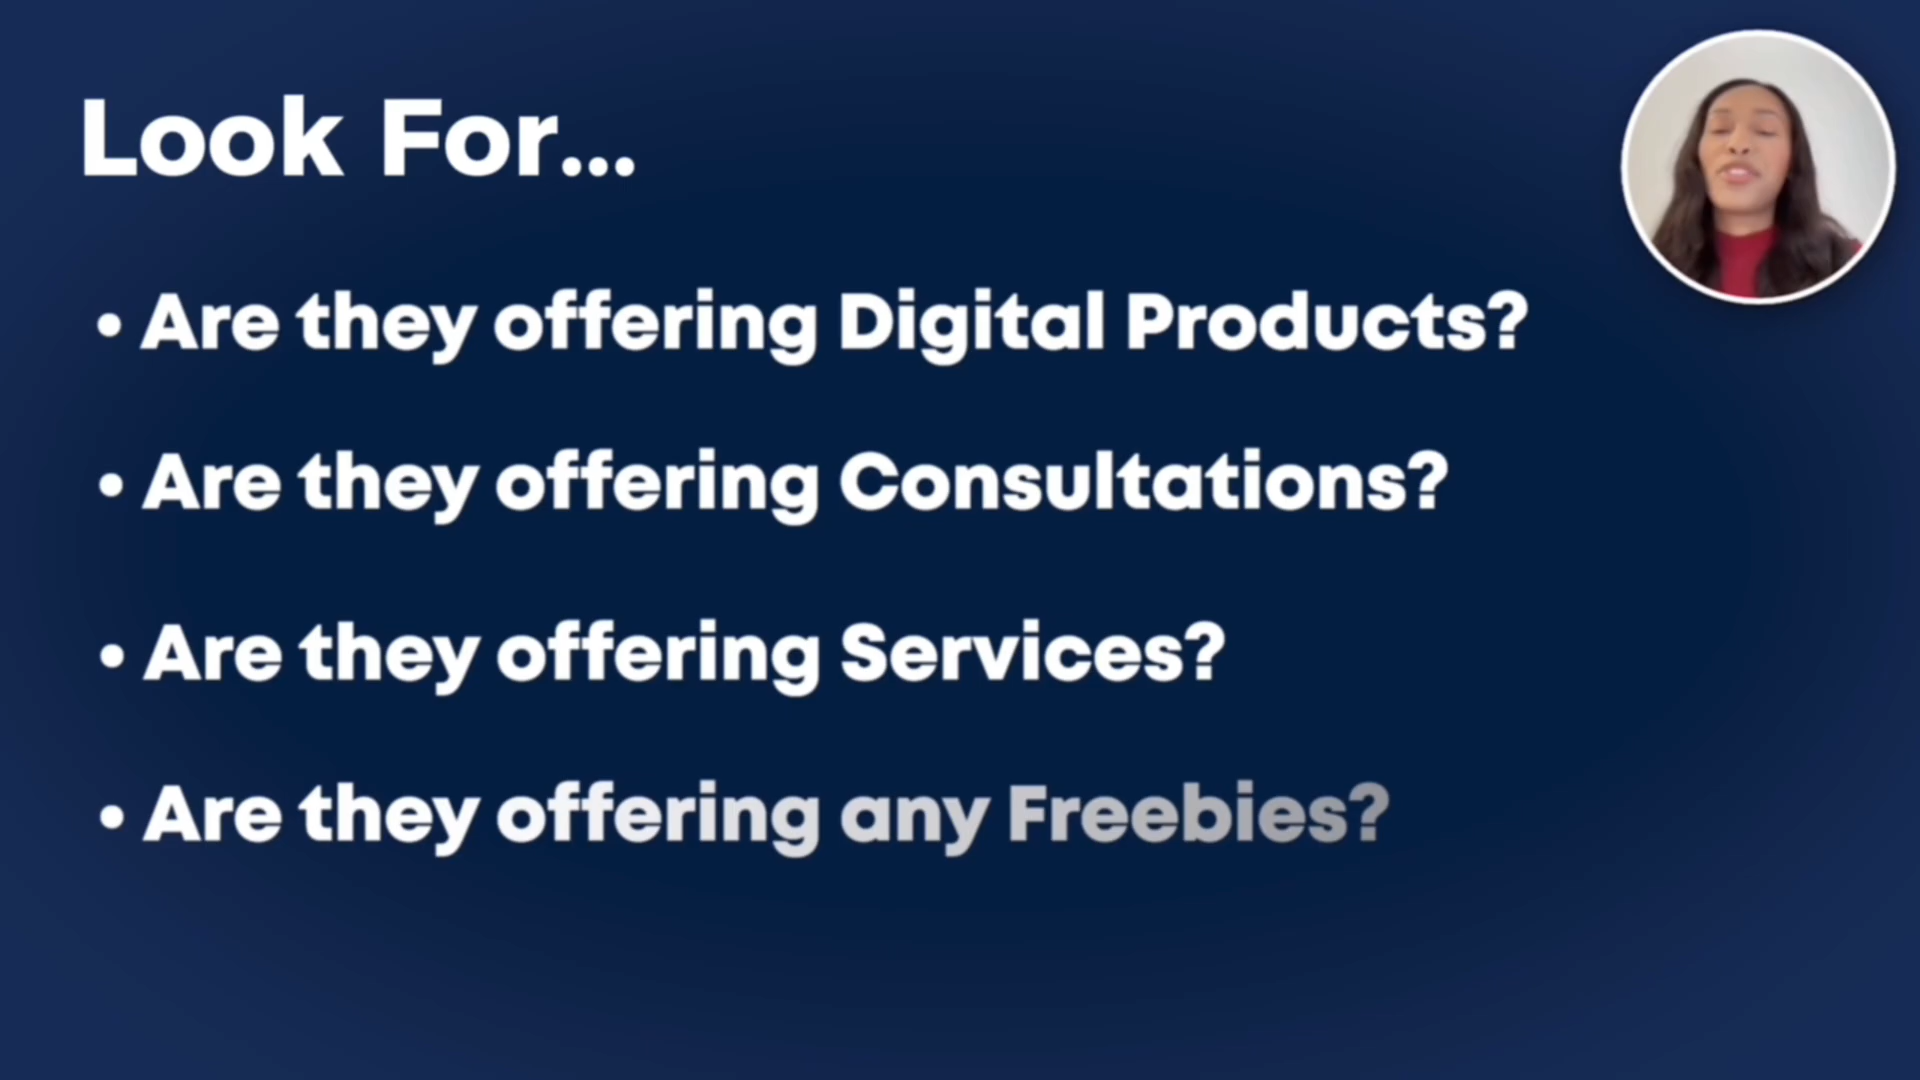 Look For...
• Are they offering Digital Products?
• Are they offering Consultations?
• Are they offering Services?
• Are they offering any Freebies?